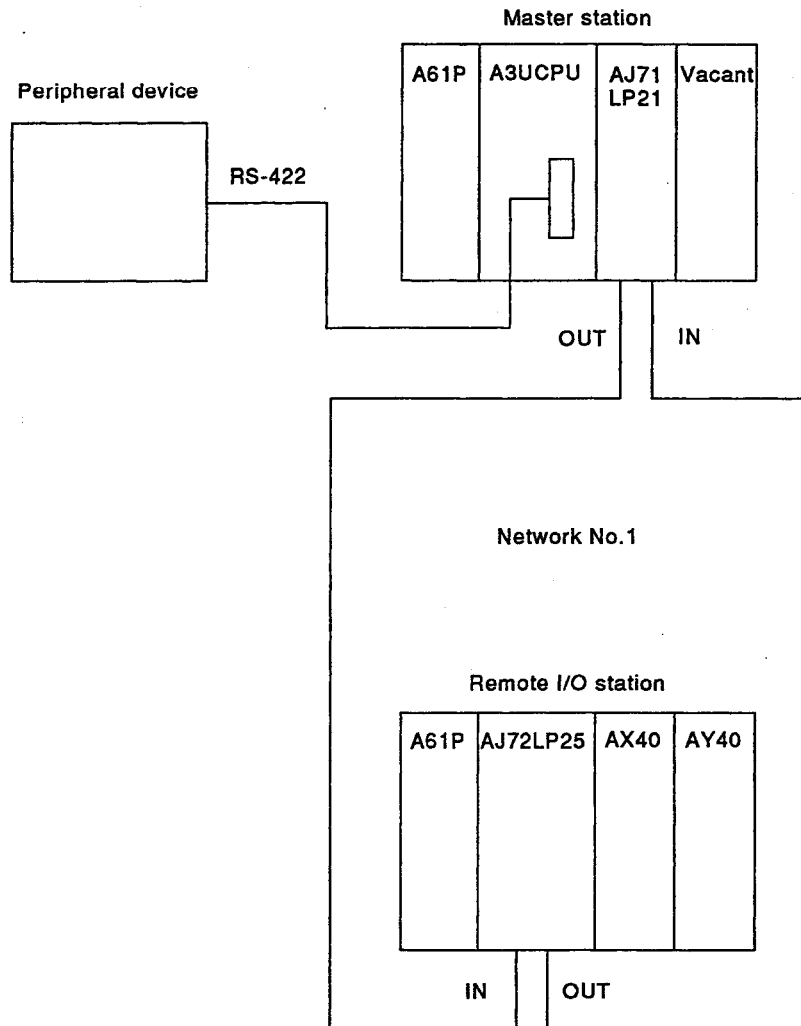 Master station
A61P
A3UCPU
AJ71
LP21
Vacant
Peripheral device
RS-422
OUT
IN
Network No.1
Remote I/O station
A61P
AJ72LP25
AX40
AY40
IN
OUT